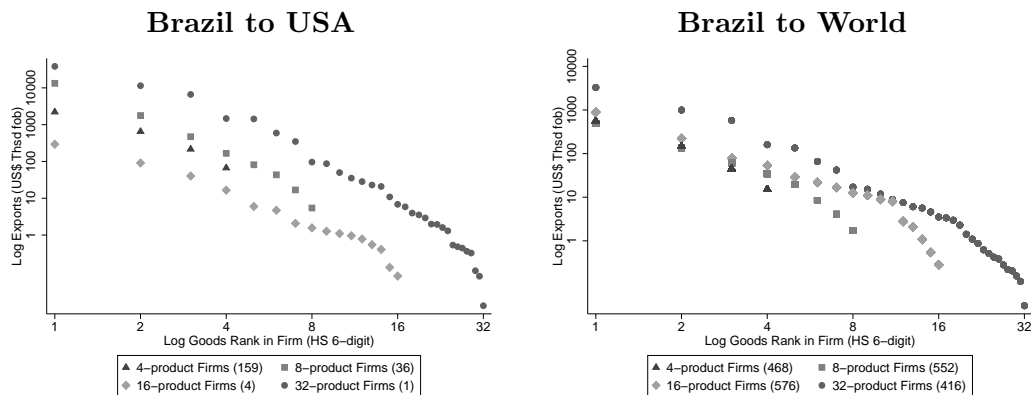 Brazil to USA
Log Exports (US$ Thsd fob)
10000
1000
100
10
1
1 2 4 8 16 32
Log Goods Rank in Firm (HS 6−digit)
4−product Firms (159) 8−product Firms (36)
16−product Firms (4) 32−product Firms (1)
Brazil to World
Log Exports (US$ Thsd fob)
10000
1000
100
10
1
1 2 4 8 16 32
Log Goods Rank in Firm (HS 6−digit)
4−product Firms (468) 8−product Firms (552)
16−product Firms (576) 32−product Firms (416)